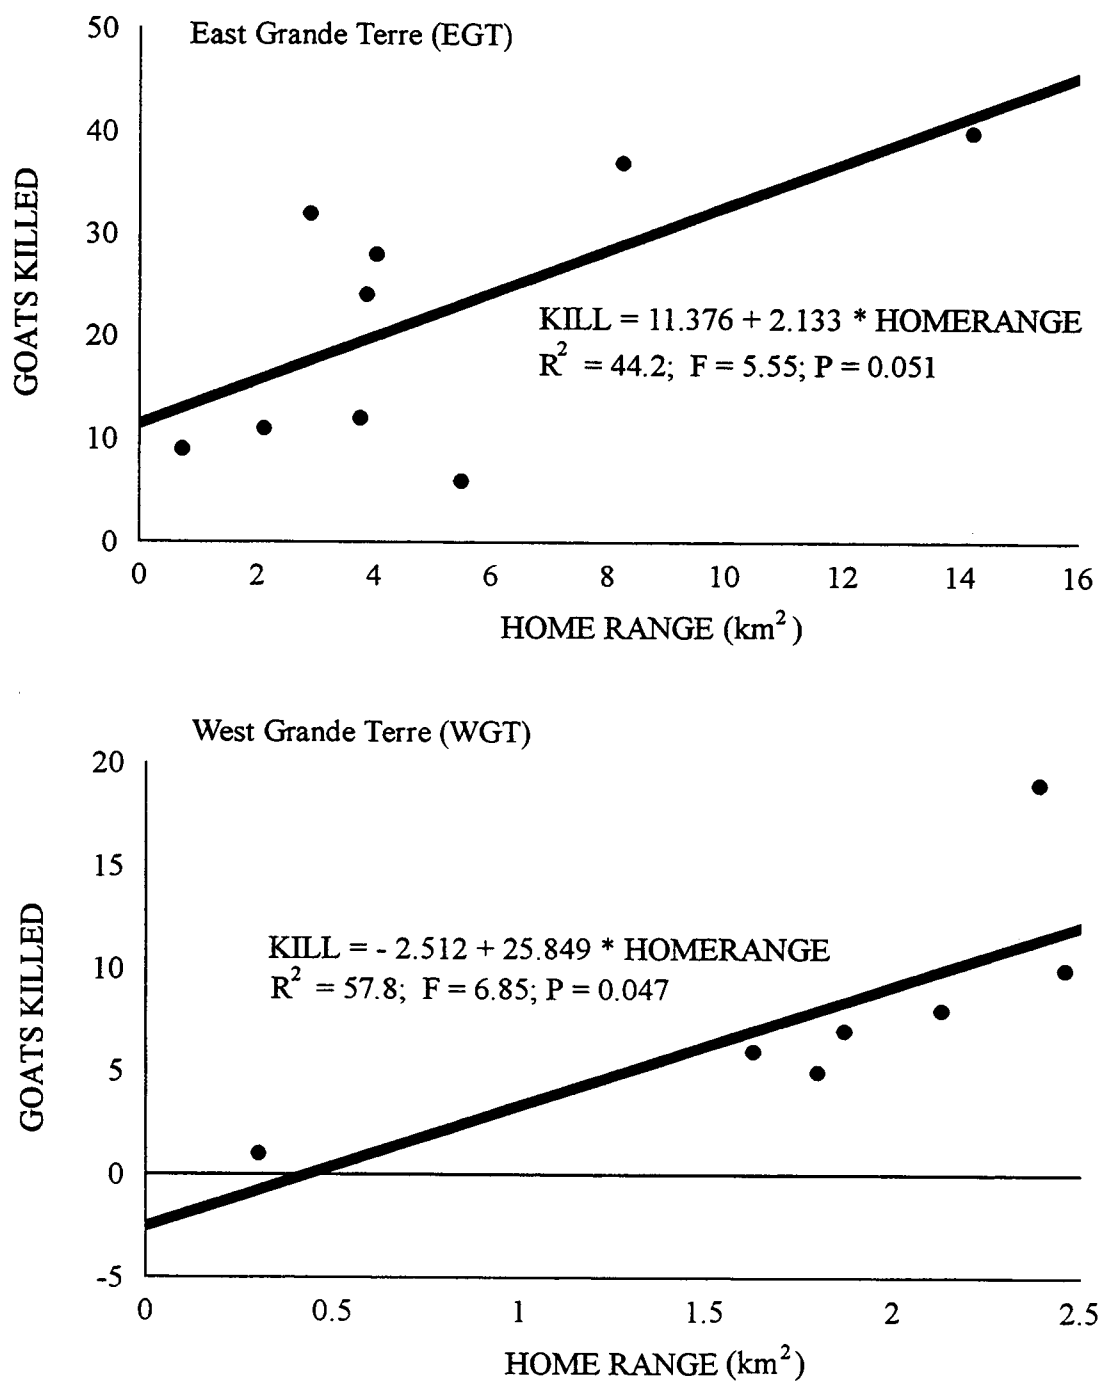 East Grande Terre (EGT)
50
40
30
20
10
0
GOATS KILLED
KILL = 11.376 + 2.133 * HOMERANGE
R² = 44.2; F = 5.55; P = 0.051
0 2 4 6 8 10 12 14 16
HOME RANGE (km²)
West Grande Terre (WGT)
20
15
10
5
0
-5
GOATS KILLED
KILL = - 2.512 + 25.849 * HOMERANGE
R² = 57.8; F = 6.85; P = 0.047
0 0.5 1 1.5 2 2.5
HOME RANGE (km²)